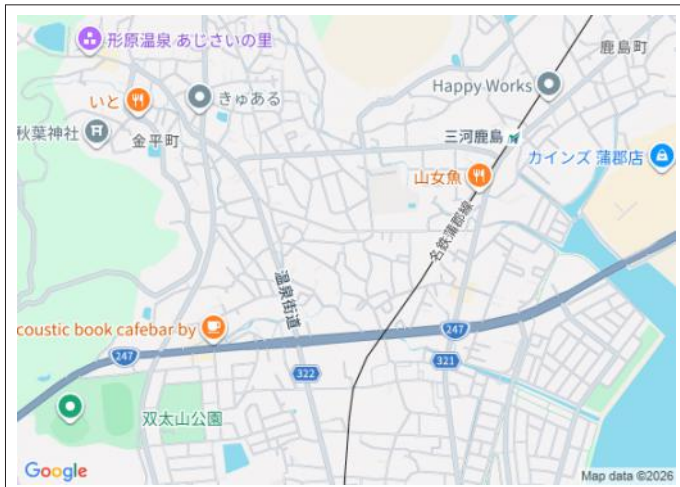 形原温泉 あじさいの里
鹿島町
Happy Works
いと
きゅある
秋葉神社
金平町
三河鹿島
カインズ 蒲郡店
山女魚
名鉄蒲郡線
温泉街道
coustic book cafebar by
247
247
322
321
双太山公園
Google
Map data ©2026